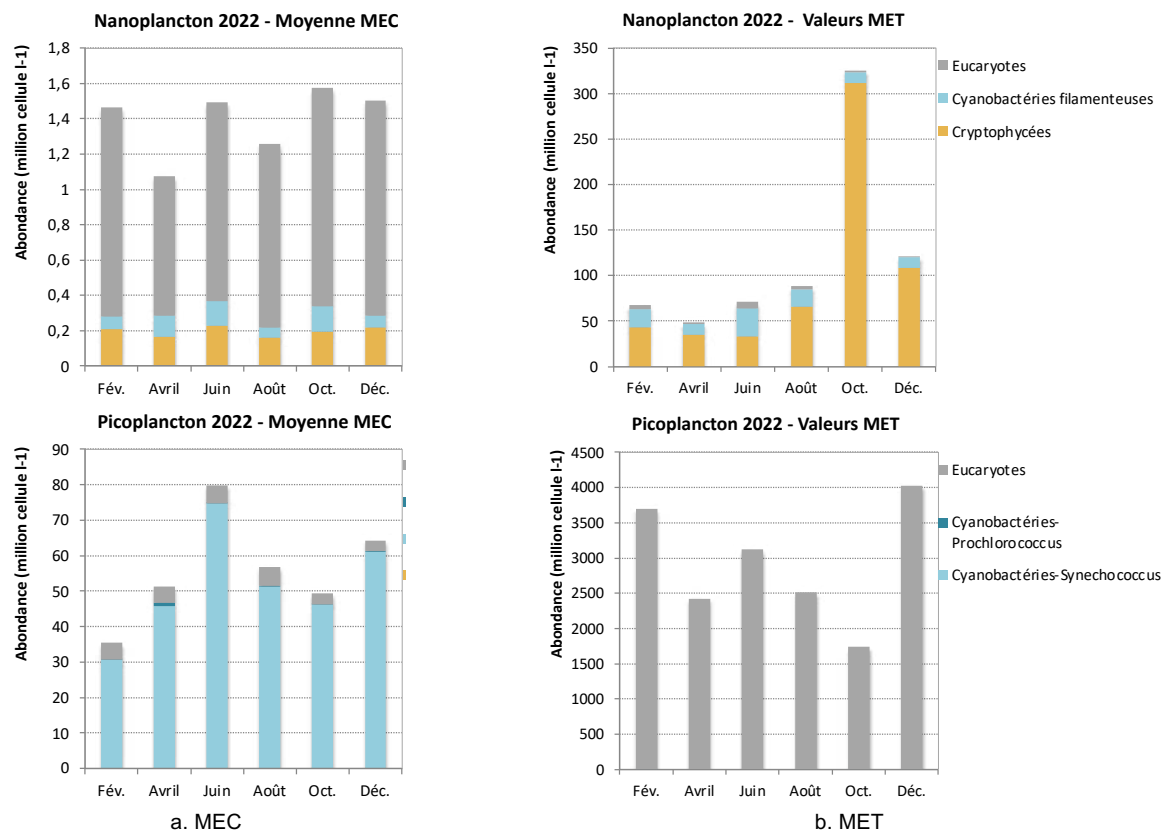 Nanoplancton 2022 - Moyenne MEC
Abondance (million cellule l-1)
1,8
1,6
1,4
1,2
1
0,8
0,6
0,4
0,2
0
Fév. Avril Juin Août Oct. Déc.
Nanoplancton 2022 - Valeurs MET
Abondance (million cellule l-1)
350
300
250
200
150
100
50
0
Fév. Avril Juin Août Oct. Déc.
Eucaryotes
Cyanobactéries filamenteuses
Cryptophycées
Picoplancton 2022 - Moyenne MEC
Abondance (million cellule l-1)
90
80
70
60
50
40
30
20
10
0
Fév. Avril Juin Août Oct. Déc.
a. MEC
Picoplancton 2022 - Valeurs MET
Abondance (million cellule l-1)
4500
4000
3500
3000
2500
2000
1500
1000
500
0
Fév. Avril Juin Août Oct. Déc.
Eucaryotes
Cyanobactéries-
Prochlorococcus
Cyanobactéries-Synechococcus
b. MET